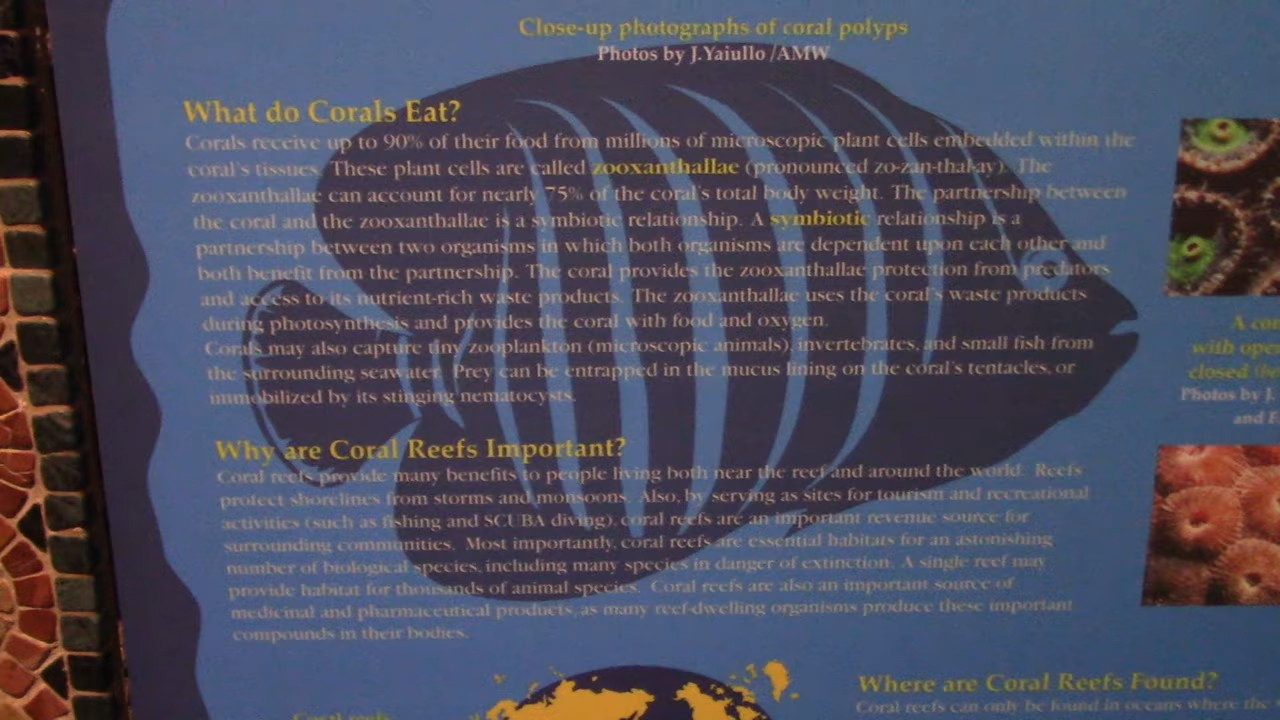 Close-up photographs of coral polyps
Photos by J.Yaiullo /AMW
What do Corals Eat?
Corals receive up to 90% of their food from millions of microscopic plant cells embedded within the
coral's tissues. These plant cells are called zooxanthallae (pronounced zo-zan-thal-ay). The
zooxanthallae can account for nearly 75% of the coral's total body weight. The partnership between
the coral and the zooxanthallae is a symbiotic relationship. A symbiotic relationship is a
partnership between two organisms in which both organisms are dependent upon each other and
both benefit from the partnership. The coral provides the zooxanthallae protection from predators
and access to its nutrient-rich waste products. The zooxanthallae uses the coral's waste products
during photosynthesis and provides the coral with food and oxygen.
Corals may also capture tiny zooplankton (microscopic animals), invertebrates, and small fish from
the surrounding seawater. Prey can be entrapped in the mucus lining on the coral's tentacles, or
immobilized by its stinging nematocysts.
Why are Coral Reefs Important?
Coral reefs provide many benefits to people living both near the reef and around the world. Reefs
protect shorelines from storms and monsoons. Also, by serving as sites for tourism and recreational
activities (such as fishing and SCUBA diving), coral reefs are an important revenue source for
surrounding communities. Most importantly, coral reefs are essential habitats for an astonishing
number of biological species, including many species in danger of extinction. A single reef may
provide habitat for thousands of animal species. Coral reefs are also an important source of
medicinal and pharmaceutical products, as many reef-dwelling organisms produce these important
compounds in their bodies.
A
with
closed
Photos by J.
and
Where are Coral Reefs Found?
Coral reefs can only be found in oceans where the
Coral reefs